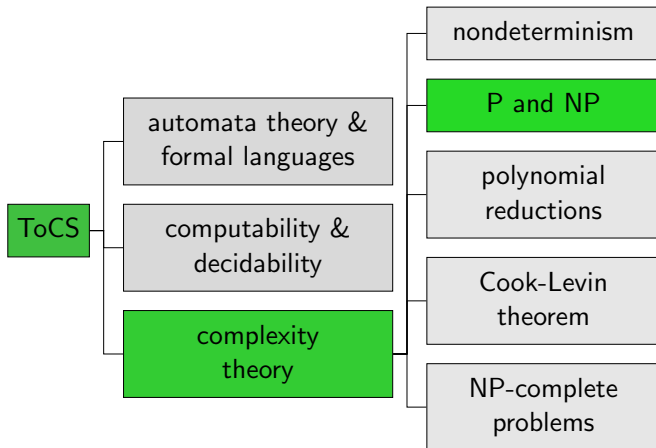 ToCS
automata theory &
formal languages
computability &
decidability
complexity
theory
nondeterminism
P and NP
polynomial
reductions
Cook-Levin
theorem
NP-complete
problems